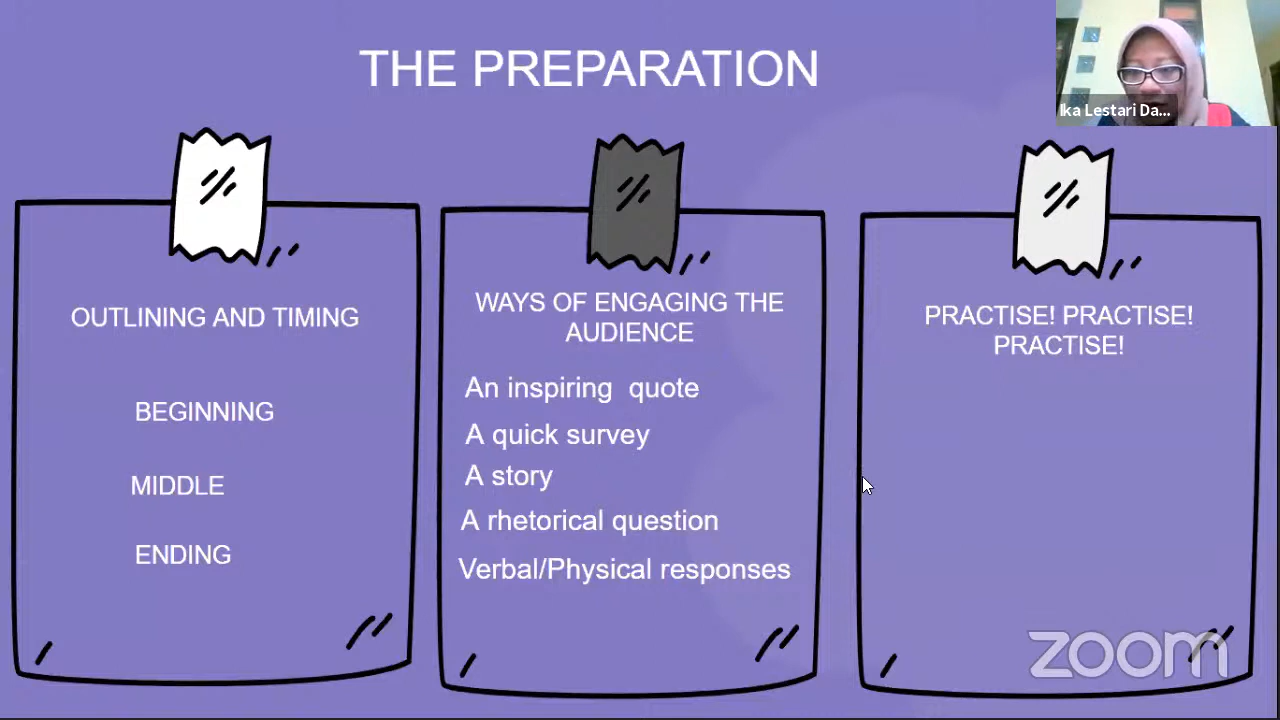 THE PREPARATION
Ika Lestari Da...
OUTLINING AND TIMING
BEGINNING
MIDDLE
ENDING
WAYS OF ENGAGING THE
AUDIENCE
An inspiring quote
A quick survey
A story
A rhetorical question
Verbal/Physical responses
PRACTISE! PRACTISE!
PRACTISE!
zoom